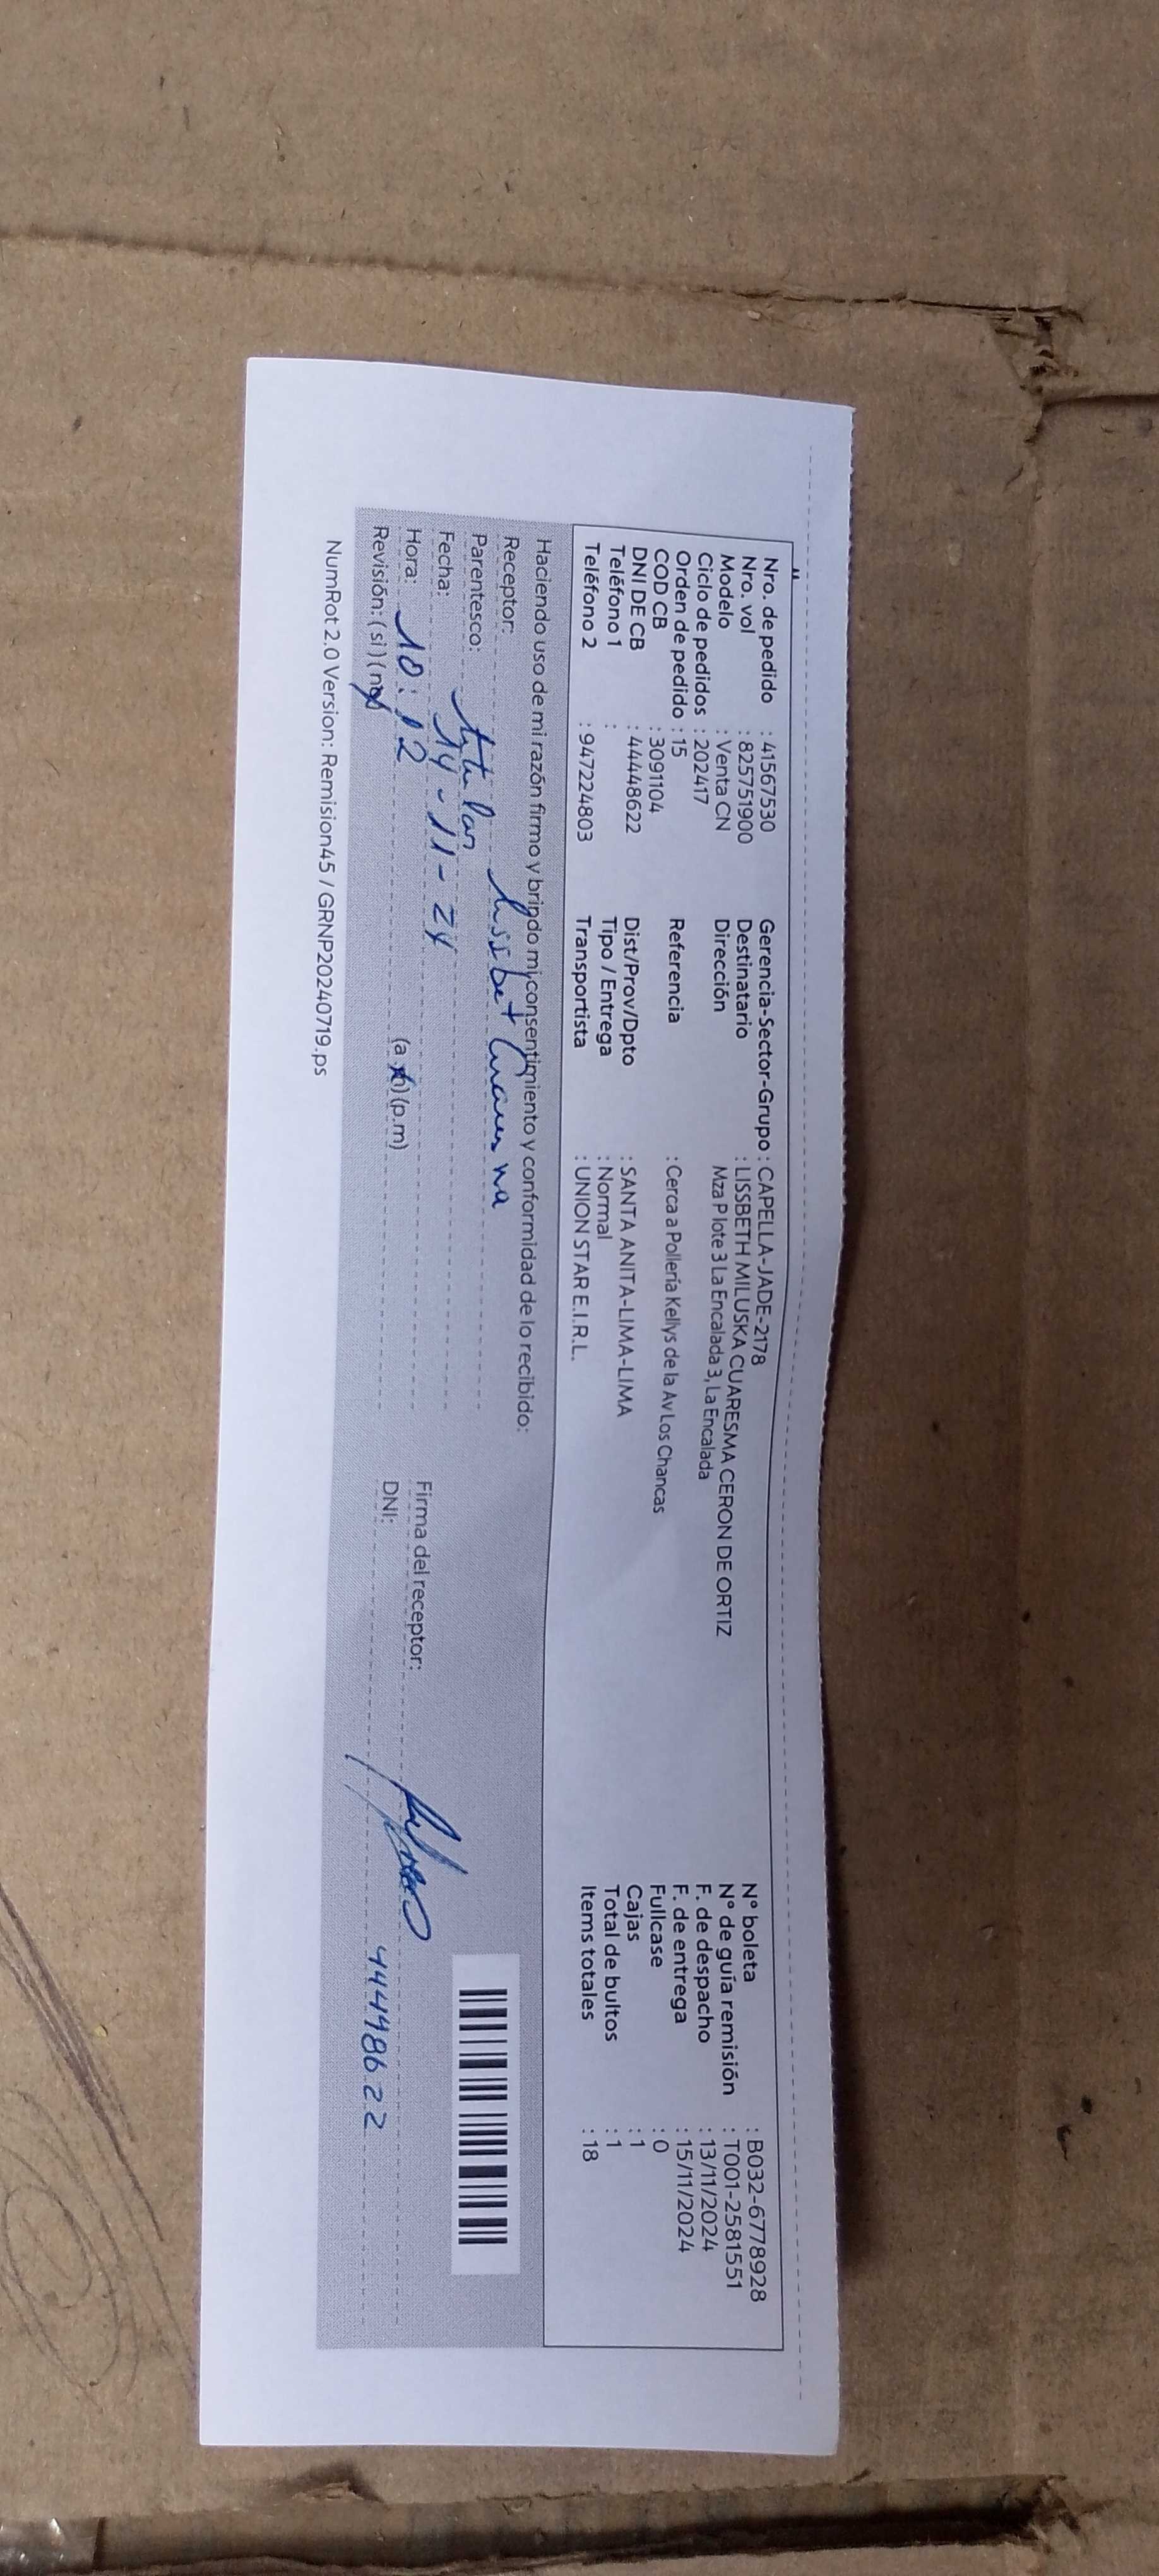 Nro. de pedido : 41567530
Nro. vol : 825751900
Modelo : Venta CN
Ciclo de pedidos : 202417
Orden de pedido : 15
COD CB : 3091104
DNI DE CB : 44448622
Teléfono 1 :
Teléfono 2 : 947224803
Gerencia-Sector-Grupo : CAPELLA-JADE-2178
Destinatario : LISSBETH MILUSKA CUARESMA CERON DE ORTIZ
Dirección Mza P lote 3 La Encalada 3, La Encalada
Referencia : Cerca a Pollería Kellys de la Av Los Chancas
Dist/Prov/Dpto : SANTA ANITA-LIMA-LIMA
Tipo / Entrega : Normal
Transportista : UNION STAR E.I.R.L.
N° boleta : B032-6778928
N° de guía remisión : T001-2581551
F. de despacho : 13/11/2024
F. de entrega : 15/11/2024
Fullcase : 0
Cajas : 1
Total de bultos : 1
Items totales : 18
Haciendo uso de mi razón firmo y brindo mi consentimiento y conformidad de lo recibido:
Receptor: Lissbet
Parentesco: titular
Fecha: 14-11-24
Hora: 10:12 (a.m) (p.m)
Revisión: (si) (no)
Firma del receptor:
DNI: 44448622
NumRot 2.0 Version: Remision45 / GRNP20240719.ps